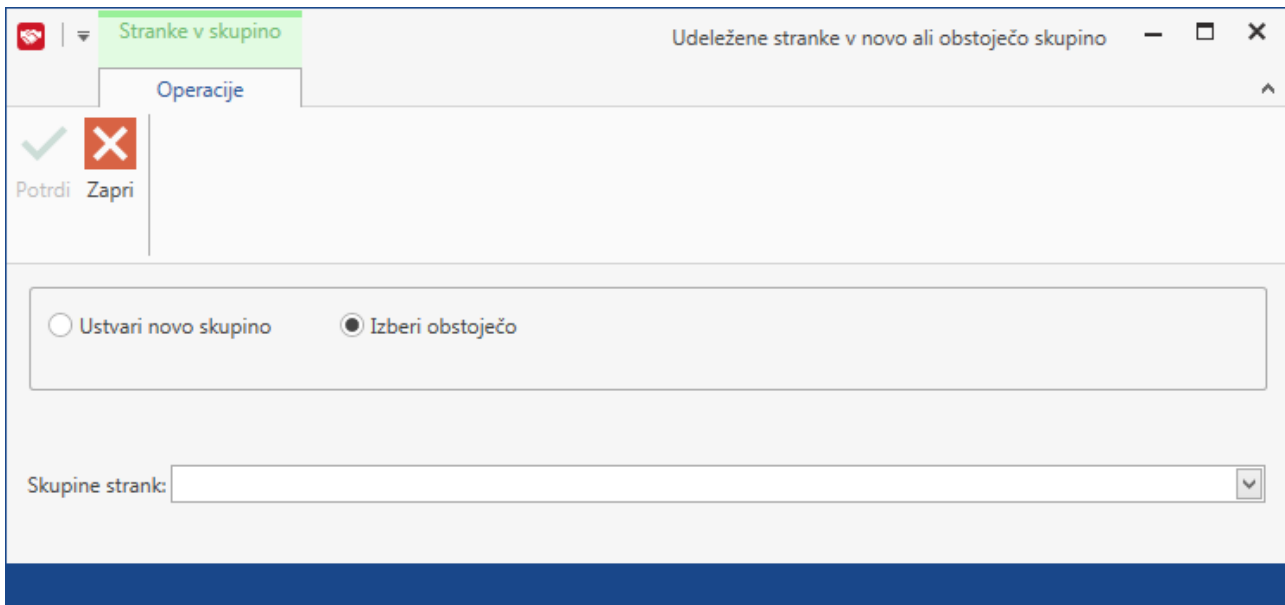 Stranke v skupino
Udeležene stranke v novo ali obstoječo skupino
Operacije
Potrdi Zapri
Ustvari novo skupino Izberi obstoječo
Skupine strank: